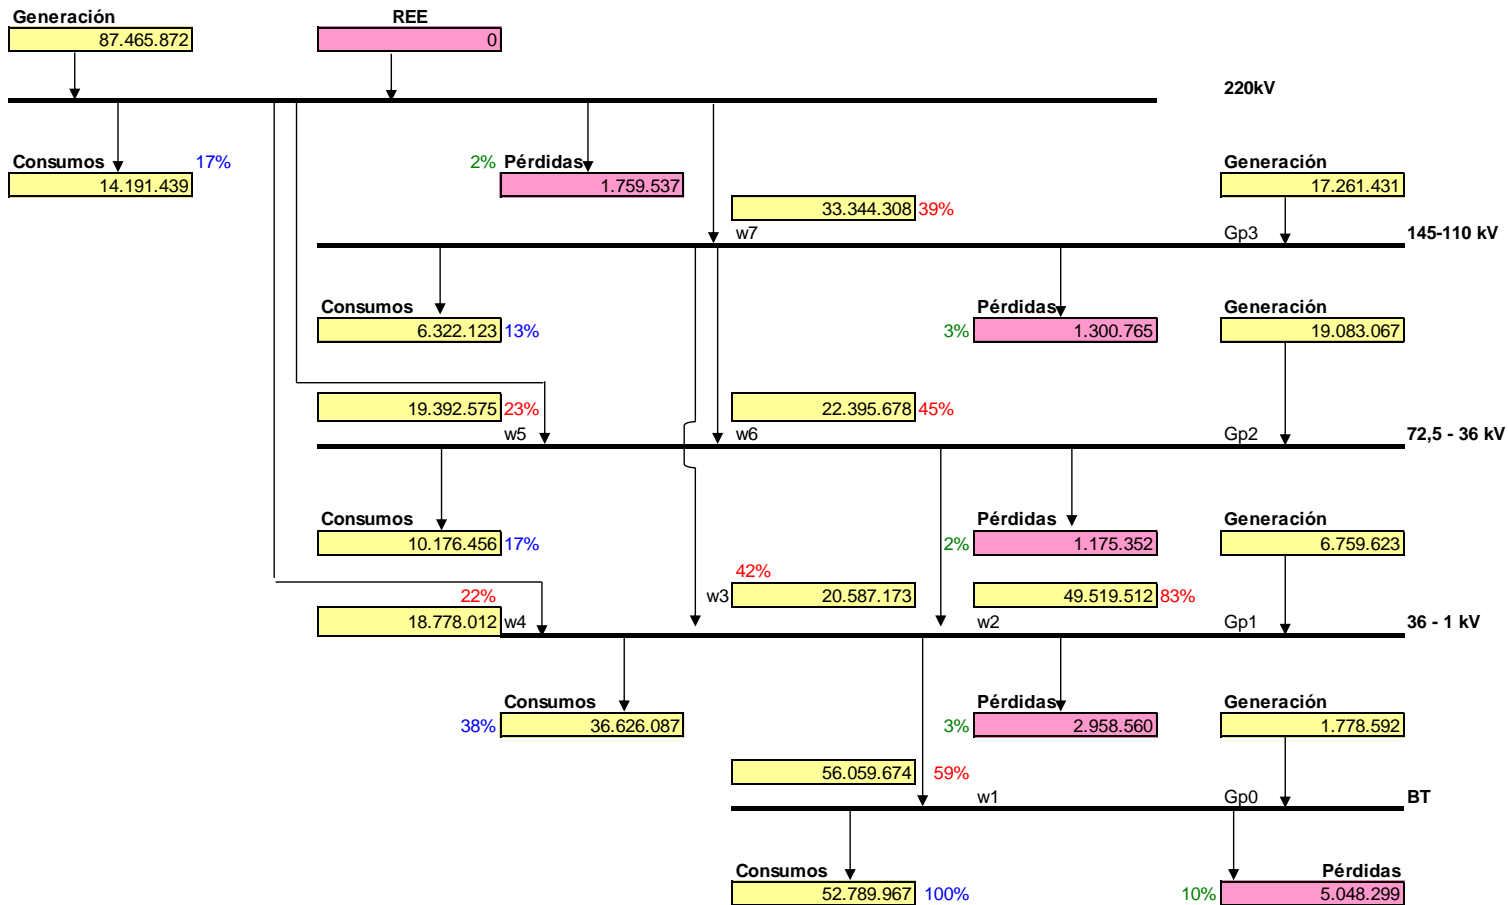 Generación REE
87.465.872 0
220kV
Consumos 17% 2% Pérdidas Generación
14.191.439 1.759.537 17.261.431
33.344.308 39%
w7 Gp3 145-110 kV
Consumos Pérdidas Generación
6.322.123 13% 3% 1.300.765 19.083.067
19.392.575 23% 22.395.678 45%
w5 w6 Gp2 72,5 - 36 kV
Consumos Pérdidas Generación
10.176.456 17% 2% 1.175.352 6.759.623
42%
22% w3 20.587.173 49.519.512 83%
18.778.012 w4 w2 Gp1 36 - 1 kV
Consumos Pérdidas Generación
38% 36.626.087 3% 2.958.560 1.778.592
56.059.674 59%
w1 Gp0 BT
Consumos Pérdidas
52.789.967 100% 10% 5.048.299